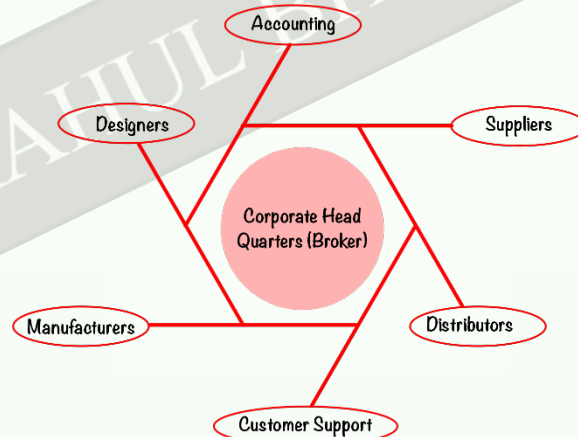 Accounting
Designers
Suppliers
Corporate Head
Quarters (Broker)
Manufacturers
Distributors
Customer Support